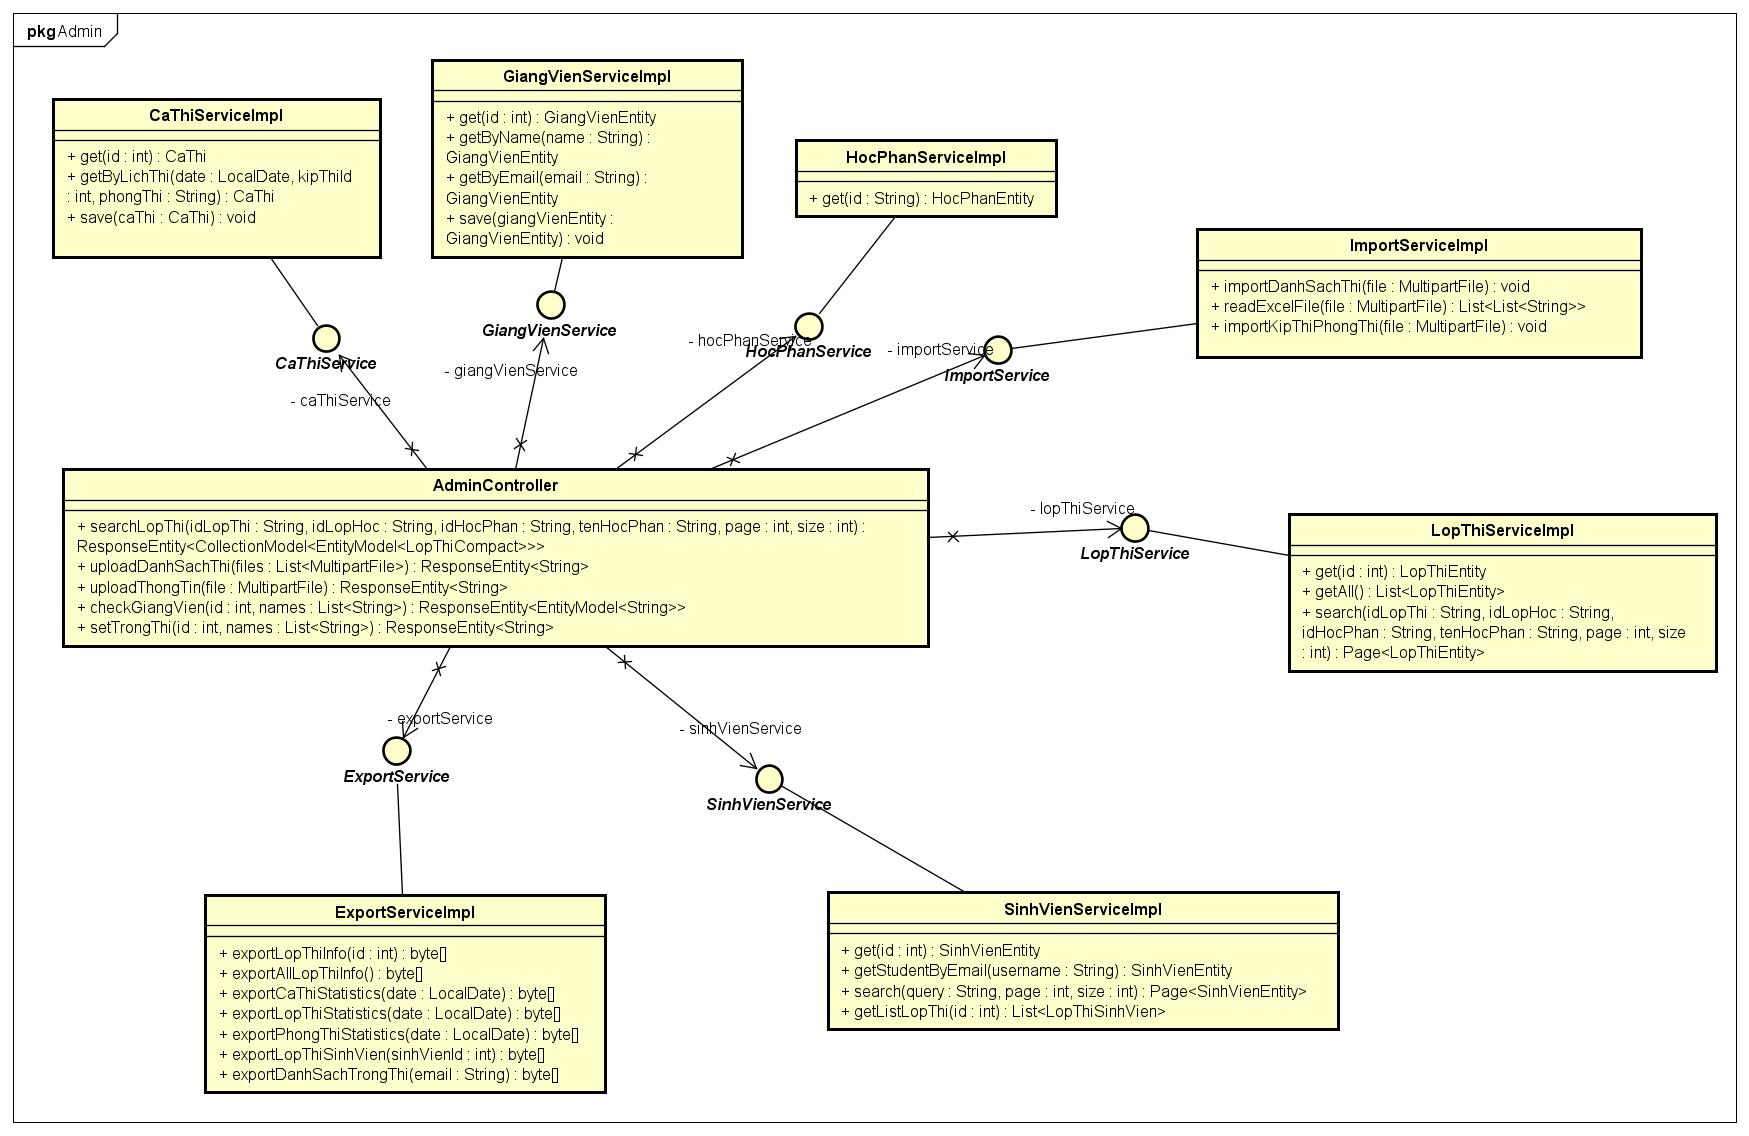 pkg Admin
CaThiServiceImpl
+ get(id : int) : CaThi
+ getByLichThi(date : LocalDate, kipThiId
: int, phongThi : String) : CaThi
+ save(caThi : CaThi) : void
GiangVienServiceImpl
+ get(id : int) : GiangVienEntity
+ getByName(name : String) :
GiangVienEntity
+ getByEmail(email : String) :
GiangVienEntity
+ save(giangVienEntity :
GiangVienEntity) : void
HocPhanServiceImpl
+ get(id : String) : HocPhanEntity
ImportServiceImpl
+ importDanhSachThi(file : MultipartFile) : void
+ readExcelFile(file : MultipartFile) : List<List<String>>
+ importKipThiPhongThi(file : MultipartFile) : void
CaThiService
- caThiService
GiangVienService
- giangVienService
- hocPhanService
HocPhanService
- importService
ImportService
AdminController
+ searchLopThi(idLopThi : String, idLopHoc : String, idHocPhan : String, tenHocPhan : String, page : int, size : int) :
ResponseEntity<CollectionModel<EntityModel<LopThiCompact>>>
+ uploadDanhSachThi(files : List<MultipartFile>) : ResponseEntity<String>
+ uploadThongTin(file : MultipartFile) : ResponseEntity<String>
+ checkGiangVien(id : int, names : List<String>) : ResponseEntity<EntityModel<String>>
+ setTrongThi(id : int, names : List<String>) : ResponseEntity<String>
- lopThiService
LopThiService
LopThiServiceImpl
+ get(id : int) : LopThiEntity
+ getAll() : List<LopThiEntity>
+ search(idLopThi : String, idLopHoc : String,
idHocPhan : String, tenHocPhan : String, page : int, size
: int) : Page<LopThiEntity>
- exportService
ExportService
- sinhVienService
SinhVienService
ExportServiceImpl
+ exportLopThiInfo(id : int) : byte[]
+ exportAllLopThiInfo() : byte[]
+ exportCaThiStatistics(date : LocalDate) : byte[]
+ exportLopThiStatistics(date : LocalDate) : byte[]
+ exportPhongThiStatistics(date : LocalDate) : byte[]
+ exportLopThiSinhVien(sinhVienId : int) : byte[]
+ exportDanhSachTrongThi(email : String) : byte[]
SinhVienServiceImpl
+ get(id : int) : SinhVienEntity
+ getStudentByEmail(username : String) : SinhVienEntity
+ search(query : String, page : int, size : int) : Page<SinhVienEntity>
+ getListLopThi(id : int) : List<LopThiSinhVien>